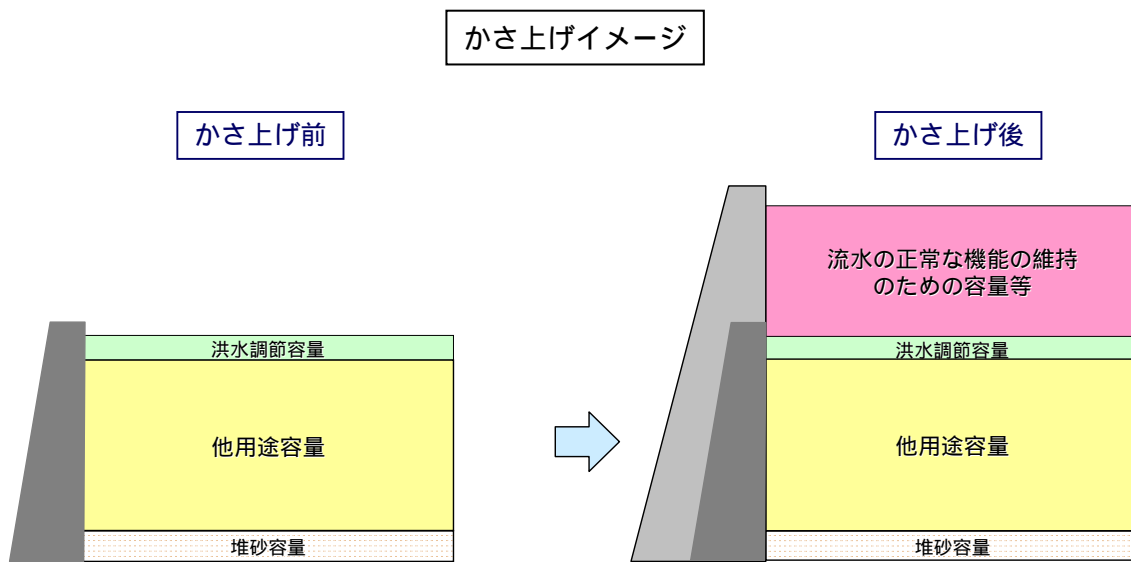 かさ上げイメージ
かさ上げ前
かさ上げ後
洪水調節容量
他用途容量
堆砂容量
流水の正常な機能の維持
のための容量等
洪水調節容量
他用途容量
堆砂容量